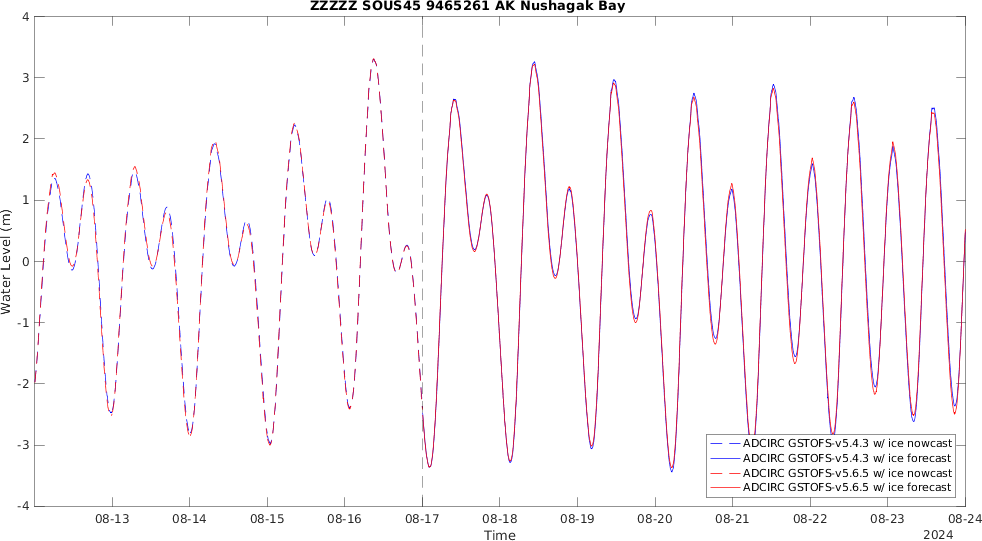 ZZZZZ SOUS45 9465261 AK Nushagak Bay
Water Level (m)
4
3
2
1
0
-1
-2
-3
-4
ADCIRC GSTOFS-v5.4.3 w/ ice nowcast
ADCIRC GSTOFS-v5.4.3 w/ ice forecast
ADCIRC GSTOFS-v5.6.5 w/ ice nowcast
ADCIRC GSTOFS-v5.6.5 w/ ice forecast
08-13 08-14 08-15 08-16 08-17 08-18 08-19 08-20 08-21 08-22 08-23 08-24
Time
2024